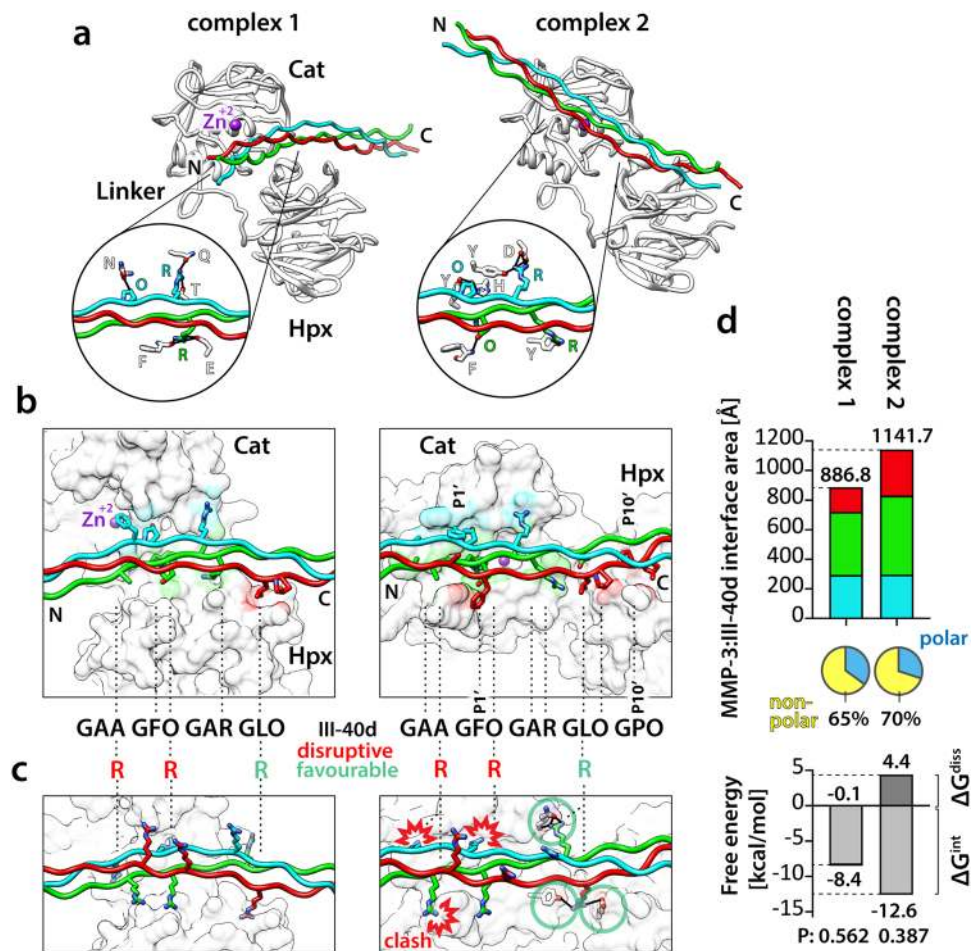 a
complex 1
complex 2
Cat
Zn+2
N
C
Linker
Hpx
N
Q
O
R
T
R
F
E
N
C
Y
D
O
R
Y
H
O
F
Y
R
b
Cat
Zn+2
N
C
Hpx
Cat
Hpx
P1'
P10'
N
C
P1'
P10'
GAA GFO GAR GLO
III-40d
GAA GFO GAR GLO GPO
disruptive
favourable
R R R
R R R
c
clash
d
complex 1
complex 2
MMP-3:III-40d interface area [Å]
1200
1000
800
600
400
200
0
886.8
1141.7
polar
non-
polar
65%
70%
Free energy
[kcal/mol]
5
0
-5
-10
-15
-0.1
4.4
-8.4
-12.6
ΔGdiss
ΔGint
P: 0.562 0.387